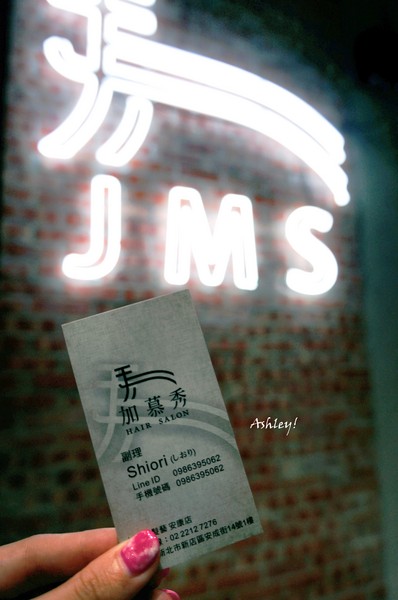 JMS
加慕秀
HAIR SALON
副理
Shiori (しおり)
Line ID 0986395062
手機號碼 0986395062
髮藝 安康店
: 02 2212 7276
新北市新店區安成街14號1樓
Ashley!